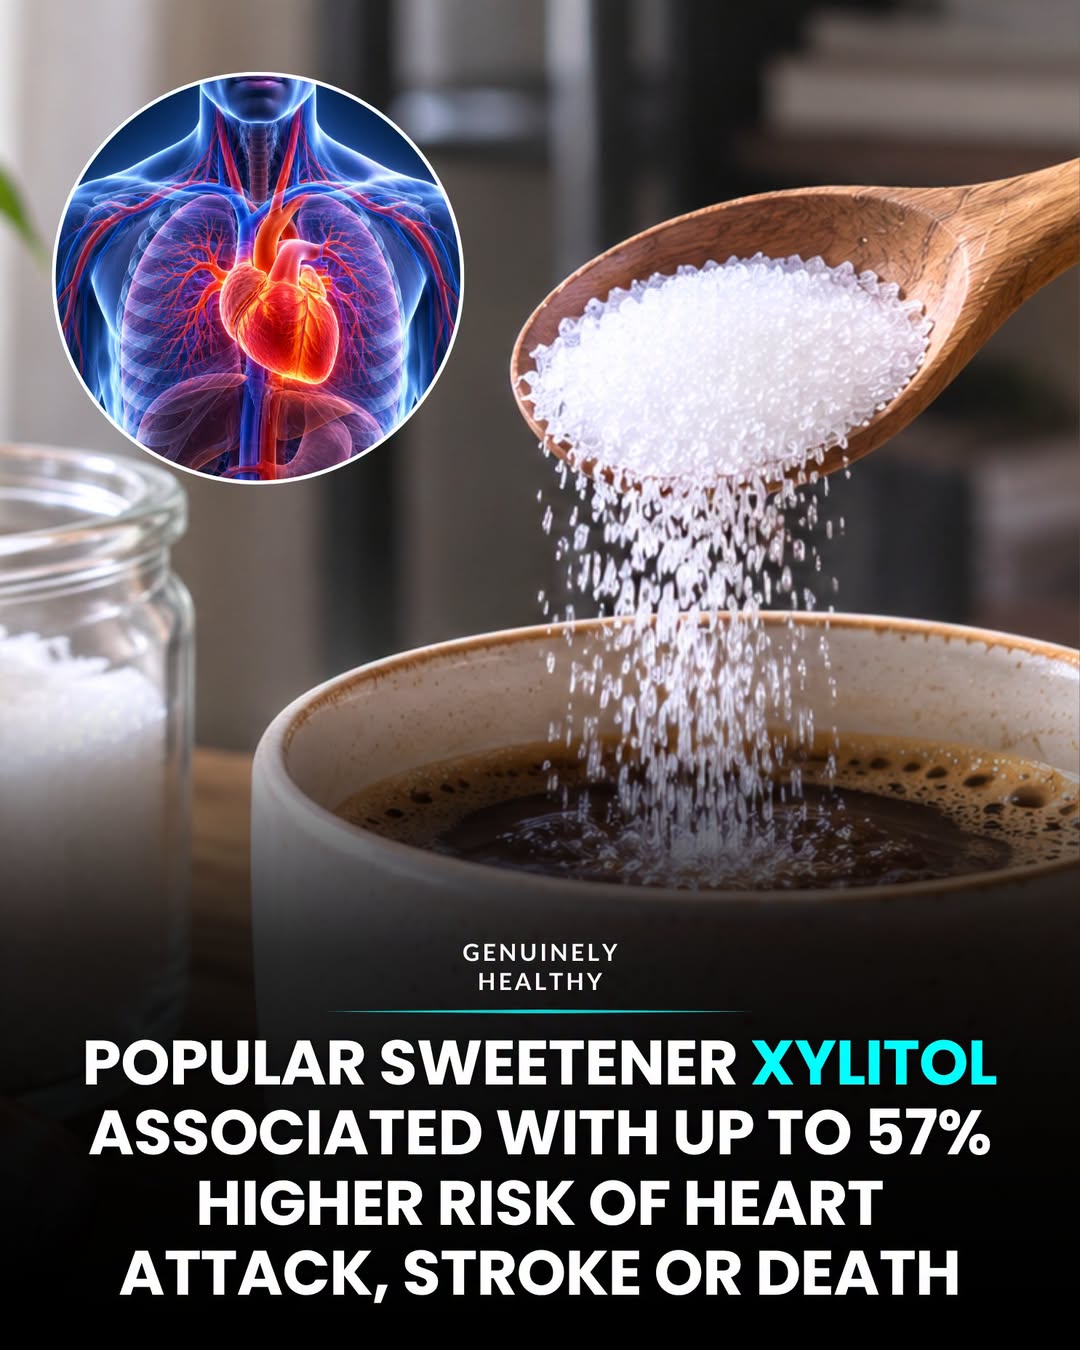 GENUINELY
HEALTHY
POPULAR SWEETENER XYLITOL
ASSOCIATED WITH UP TO 57%
HIGHER RISK OF HEART
ATTACK, STROKE OR DEATH